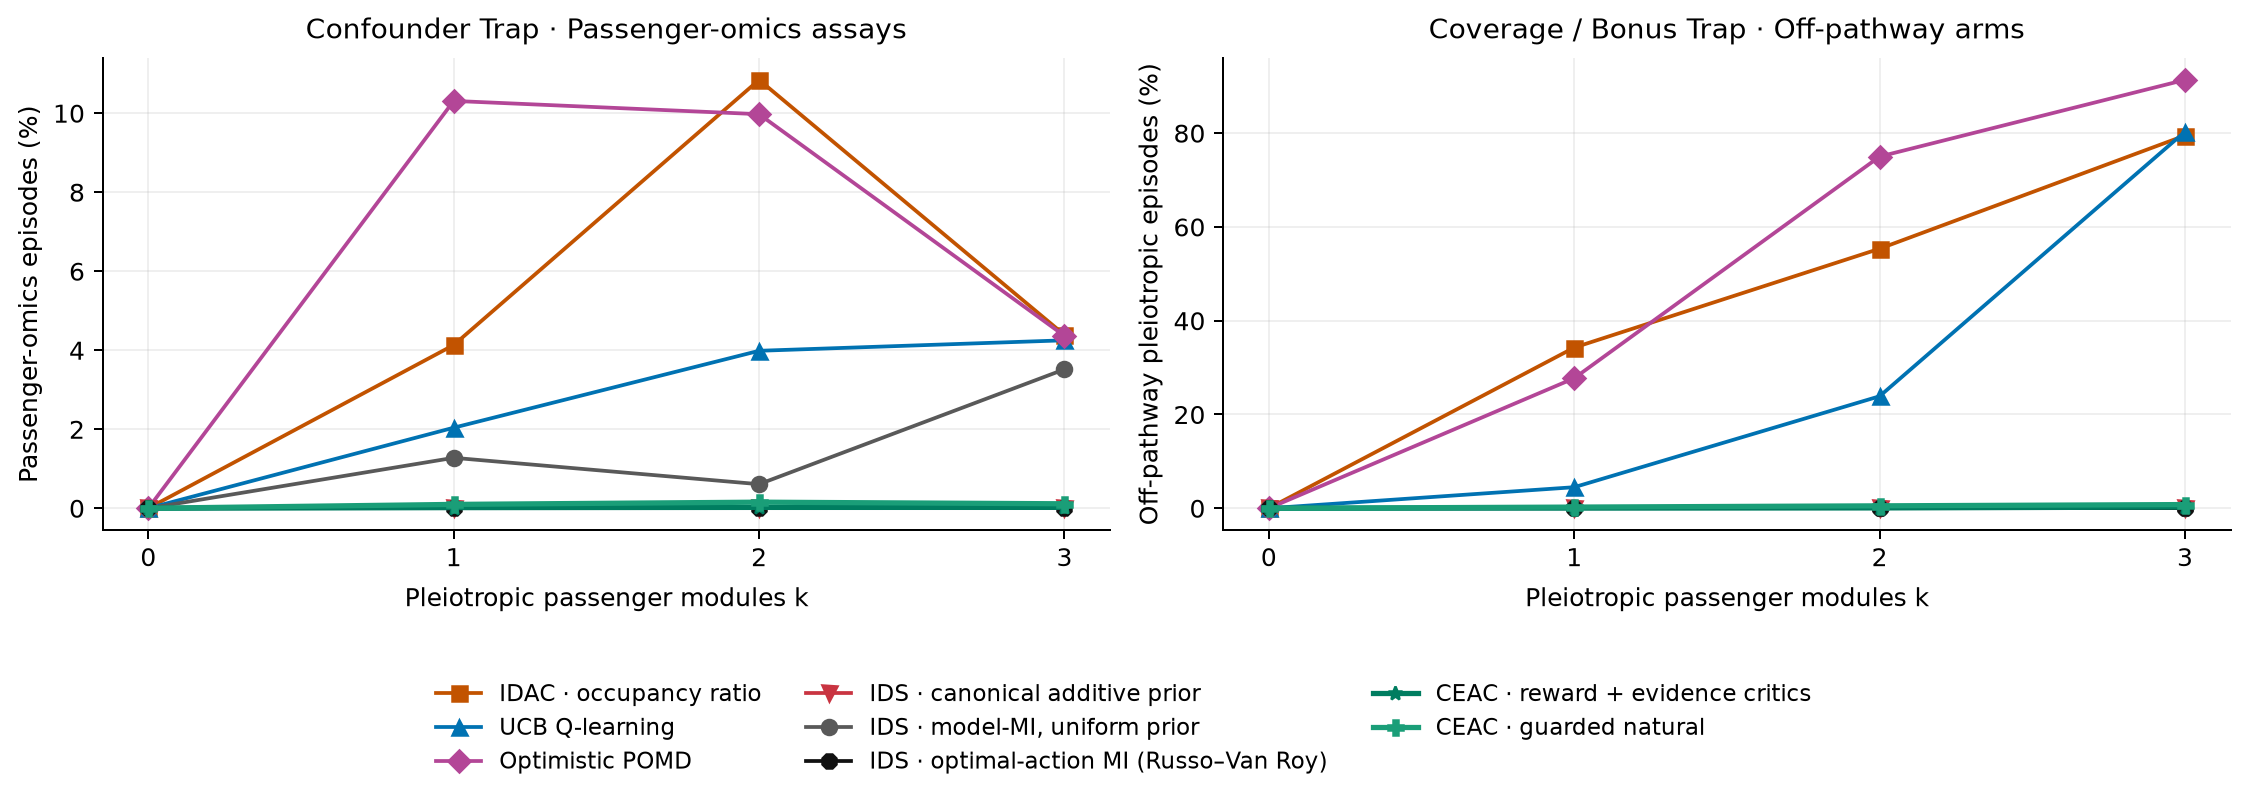 Confounder Trap · Passenger-omics assays
Passenger-omics episodes (%)
10
8
6
4
2
0
0 1 2 3
Pleiotropic passenger modules k
Coverage / Bonus Trap · Off-pathway arms
Off-pathway pleiotropic episodes (%)
80
60
40
20
0
0 1 2 3
Pleiotropic passenger modules k
IDAC · occupancy ratio
UCB Q-learning
Optimistic POMD
IDS · canonical additive prior
IDS · model-MI, uniform prior
IDS · optimal-action MI (Russo–Van Roy)
CEAC · reward + evidence critics
CEAC · guarded natural